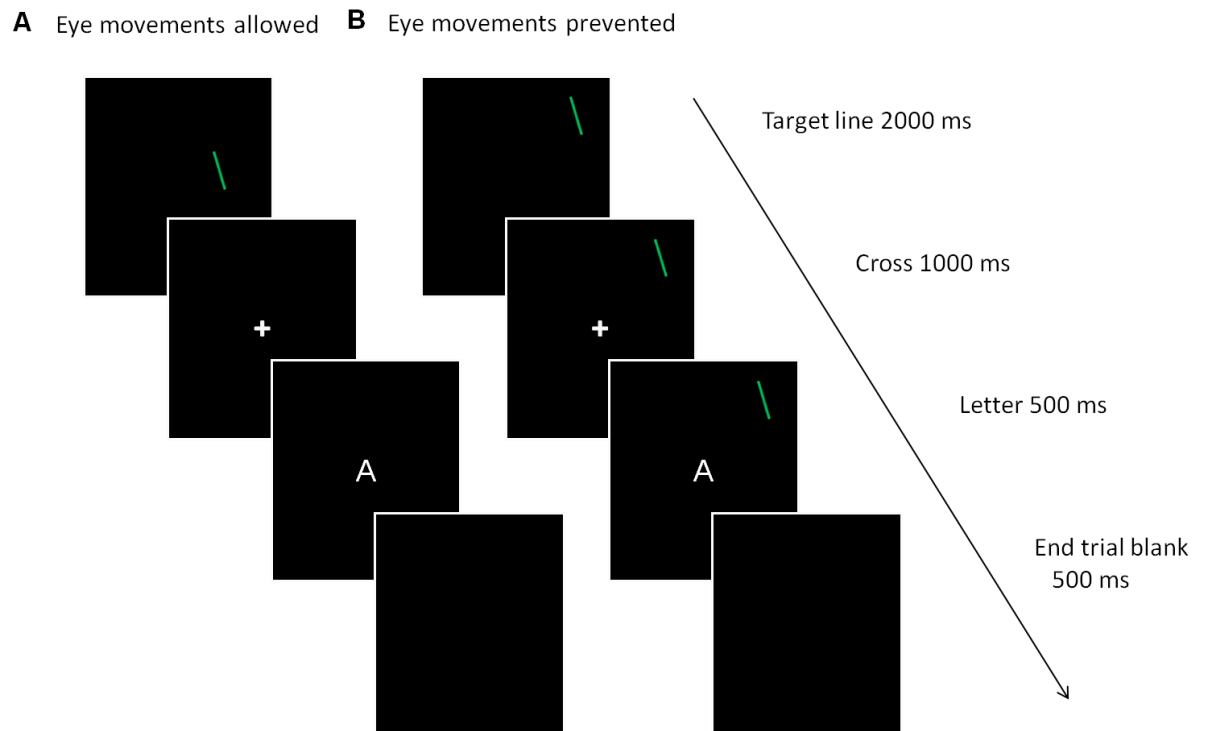 A Eye movements allowed
B Eye movements prevented
Target line 2000 ms
Cross 1000 ms
Letter 500 ms
End trial blank
500 ms
+
+
A
A